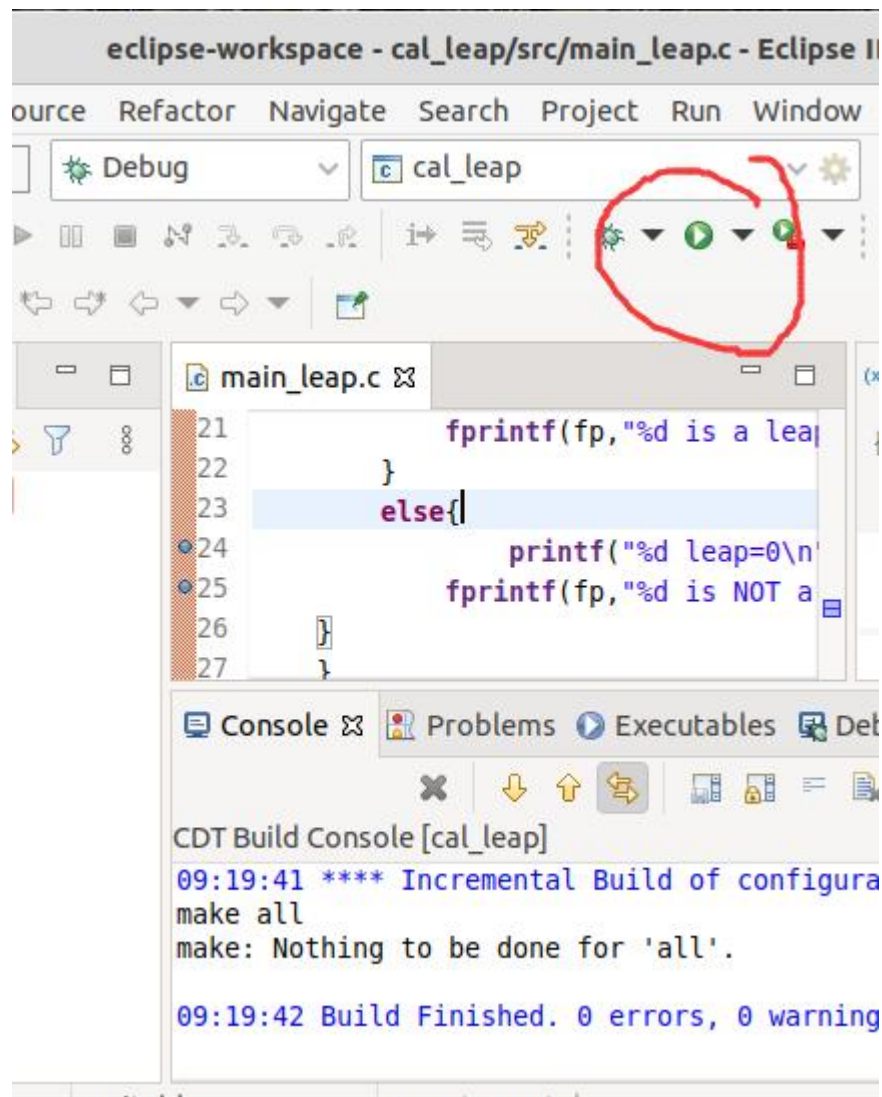 eclipse-workspace - cal_leap/src/main_leap.c - Eclipse
ource Refactor Navigate Search Project Run Window
Debug cal_leap
main_leap.c
21 fprintf(fp,"%d is a lea
22 }
23 else{
24 printf("%d leap=0\n"
25 fprintf(fp,"%d is NOT a
26 }
27 }
Console Problems Executables Deb
CDT Build Console [cal_leap]
09:19:41 **** Incremental Build of configura
make all
make: Nothing to be done for 'all'.
09:19:42 Build Finished. 0 errors, 0 warning